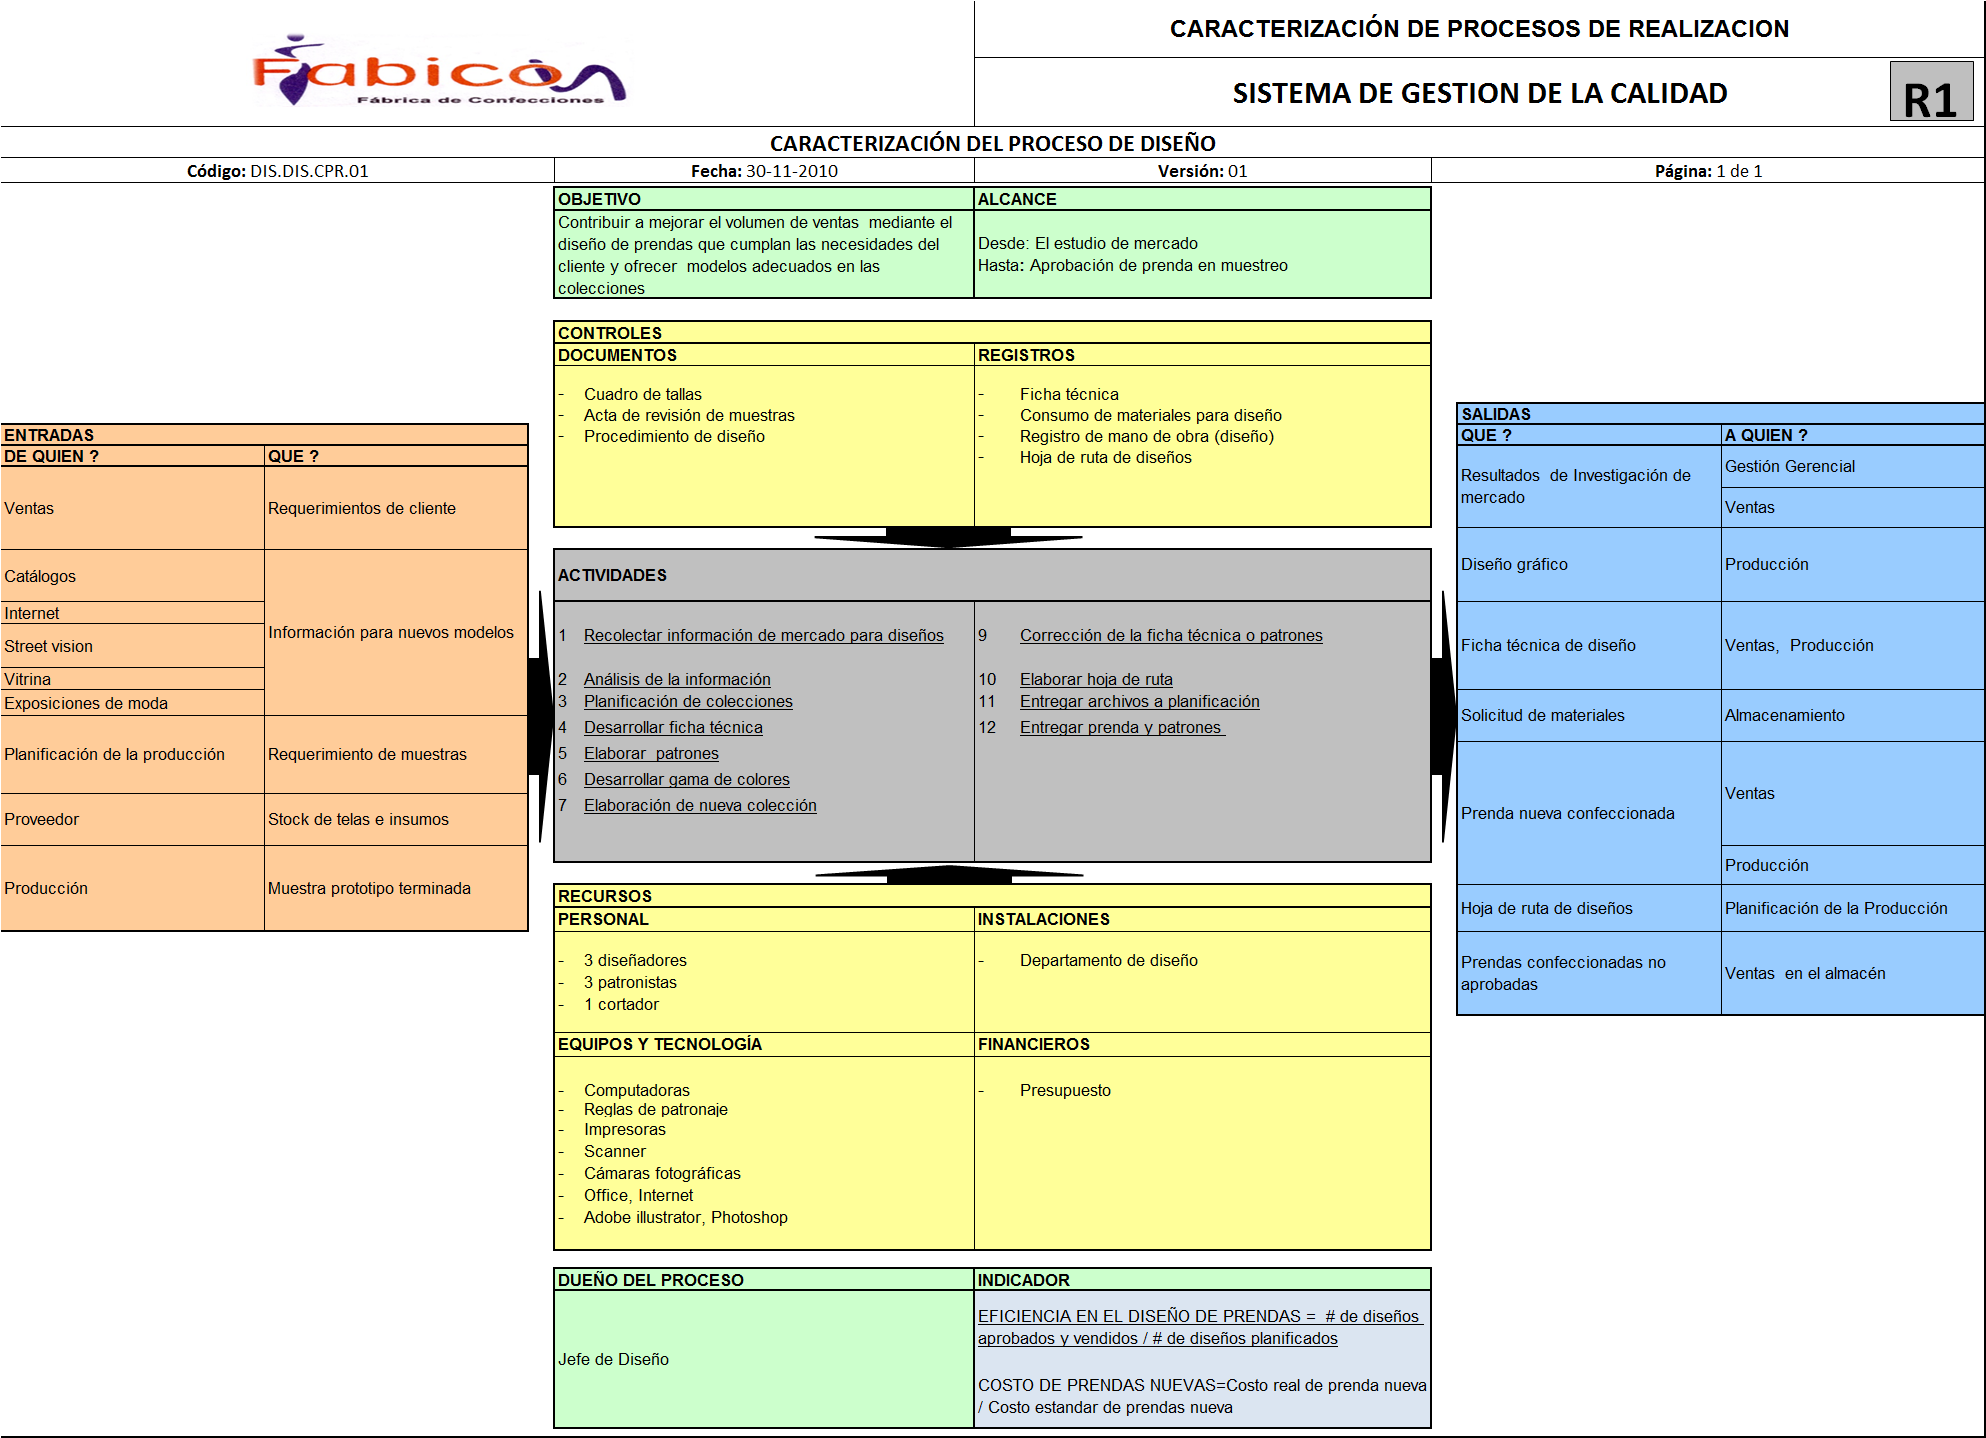 Fabicòn
Fábrica de Confecciones
CARACTERIZACIÓN DE PROCESOS DE REALIZACION
SISTEMA DE GESTION DE LA CALIDAD
R1
CARACTERIZACIÓN DEL PROCESO DE DISEÑO
Código: DIS.DIS.CPR.01
Fecha: 30-11-2010
Versión: 01
Página: 1 de 1
OBJETIVO
Contribuir a mejorar el volumen de ventas mediante el
diseño de prendas que cumplan las necesidades del
cliente y ofrecer modelos adecuados en las
colecciones
ALCANCE
Desde: El estudio de mercado
Hasta: Aprobación de prenda en muestreo
CONTROLES
DOCUMENTOS
- Cuadro de tallas
- Acta de revisión de muestras
- Procedimiento de diseño
REGISTROS
- Ficha técnica
- Consumo de materiales para diseño
- Registro de mano de obra (diseño)
- Hoja de ruta de diseños
ENTRADAS
DE QUIEN ?
QUE ?
Ventas
Requerimientos de cliente
Catálogos
Internet
Street vision
Vitrina
Exposiciones de moda
Información para nuevos modelos
Planificación de la producción
Requerimiento de muestras
Proveedor
Stock de telas e insumos
Producción
Muestra prototipo terminada
ACTIVIDADES
1 Recolectar información de mercado para diseños
2 Análisis de la información
3 Planificación de colecciones
4 Desarrollar ficha técnica
5 Elaborar patrones
6 Desarrollar gama de colores
7 Elaboración de nueva colección
9 Corrección de la ficha técnica o patrones
10 Elaborar hoja de ruta
11 Entregar archivos a planificación
12 Entregar prenda y patrones
SALIDAS
QUE ?
A QUIEN ?
Resultados de Investigación de
mercado
Gestión Gerencial
Ventas
Diseño gráfico
Producción
Ficha técnica de diseño
Ventas, Producción
Solicitud de materiales
Almacenamiento
Prenda nueva confeccionada
Ventas
Producción
Hoja de ruta de diseños
Planificación de la Producción
Prendas confeccionadas no
aprobadas
Ventas en el almacén
RECURSOS
PERSONAL
- 3 diseñadores
- 3 patronistas
- 1 cortador
INSTALACIONES
- Departamento de diseño
EQUIPOS Y TECNOLOGÍA
- Computadoras
- Reglas de patronaje
- Impresoras
- Scanner
- Cámaras fotográficas
- Office, Internet
- Adobe illustrator, Photoshop
FINANCIEROS
- Presupuesto
DUEÑO DEL PROCESO
Jefe de Diseño
INDICADOR
EFICIENCIA EN EL DISEÑO DE PRENDAS = # de diseños
aprobados y vendidos / # de diseños planificados
COSTO DE PRENDAS NUEVAS=Costo real de prenda nueva
/ Costo estandar de prendas nueva